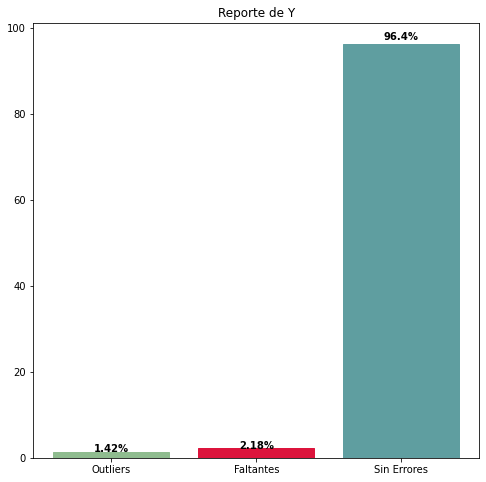 Reporte de Y
100
80
60
40
20
0
96.4%
2.18%
1.42%
Outliers
Faltantes
Sin Errores